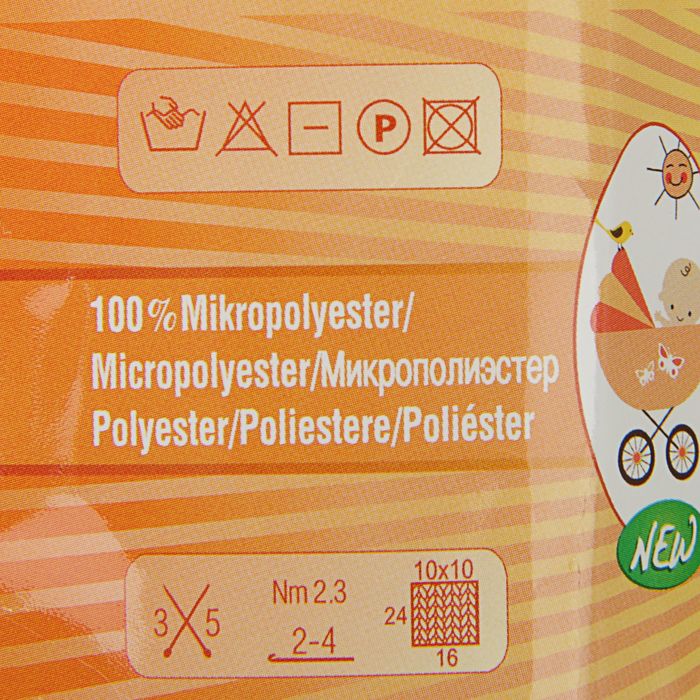 P
100% Mikropolyester/
Micropolyester/Микрополиэстер
Polyester/Poliestere/Poliéster
NEW
3 5
Nm 2.3
2-4
10x10
24
16